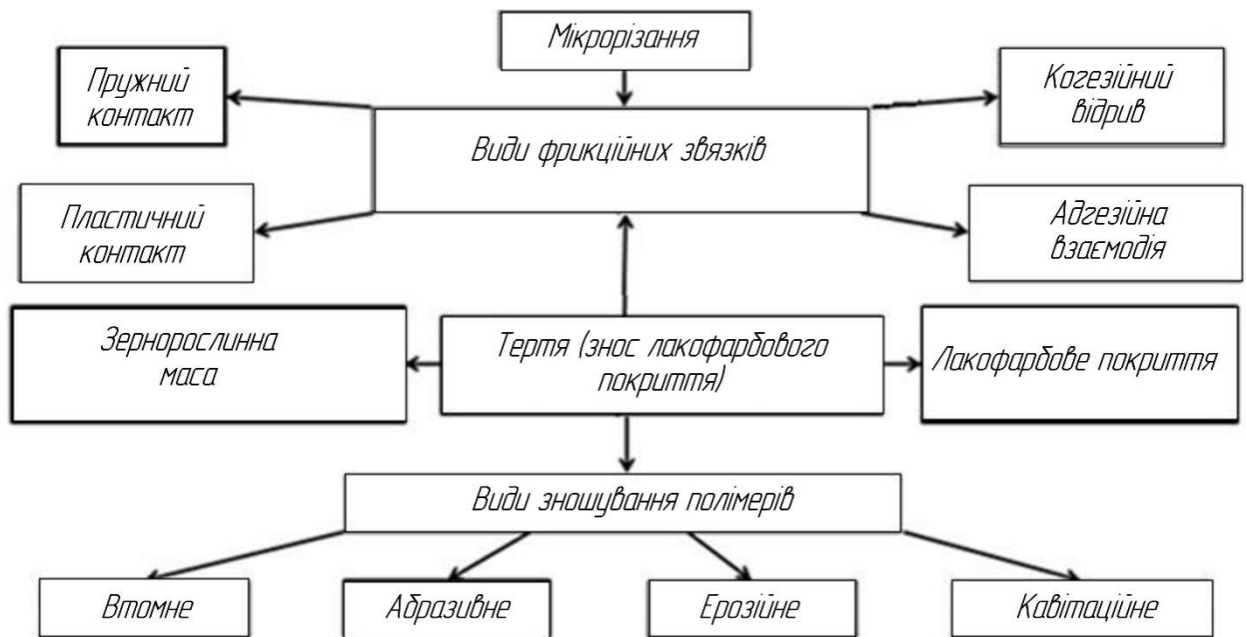 Мікрорізання
Пружний
контакт
Когезійний
відрив
Види фрикційних звязків
Пластичний
контакт
Адгезійна
взаємодія
Зернорослинна
маса
Тертя (знос лакофарбового
покриття)
Лакофарбове покриття
Види зношування полімерів
Втомне
Абразивне
Ерозійне
Кавітаційне